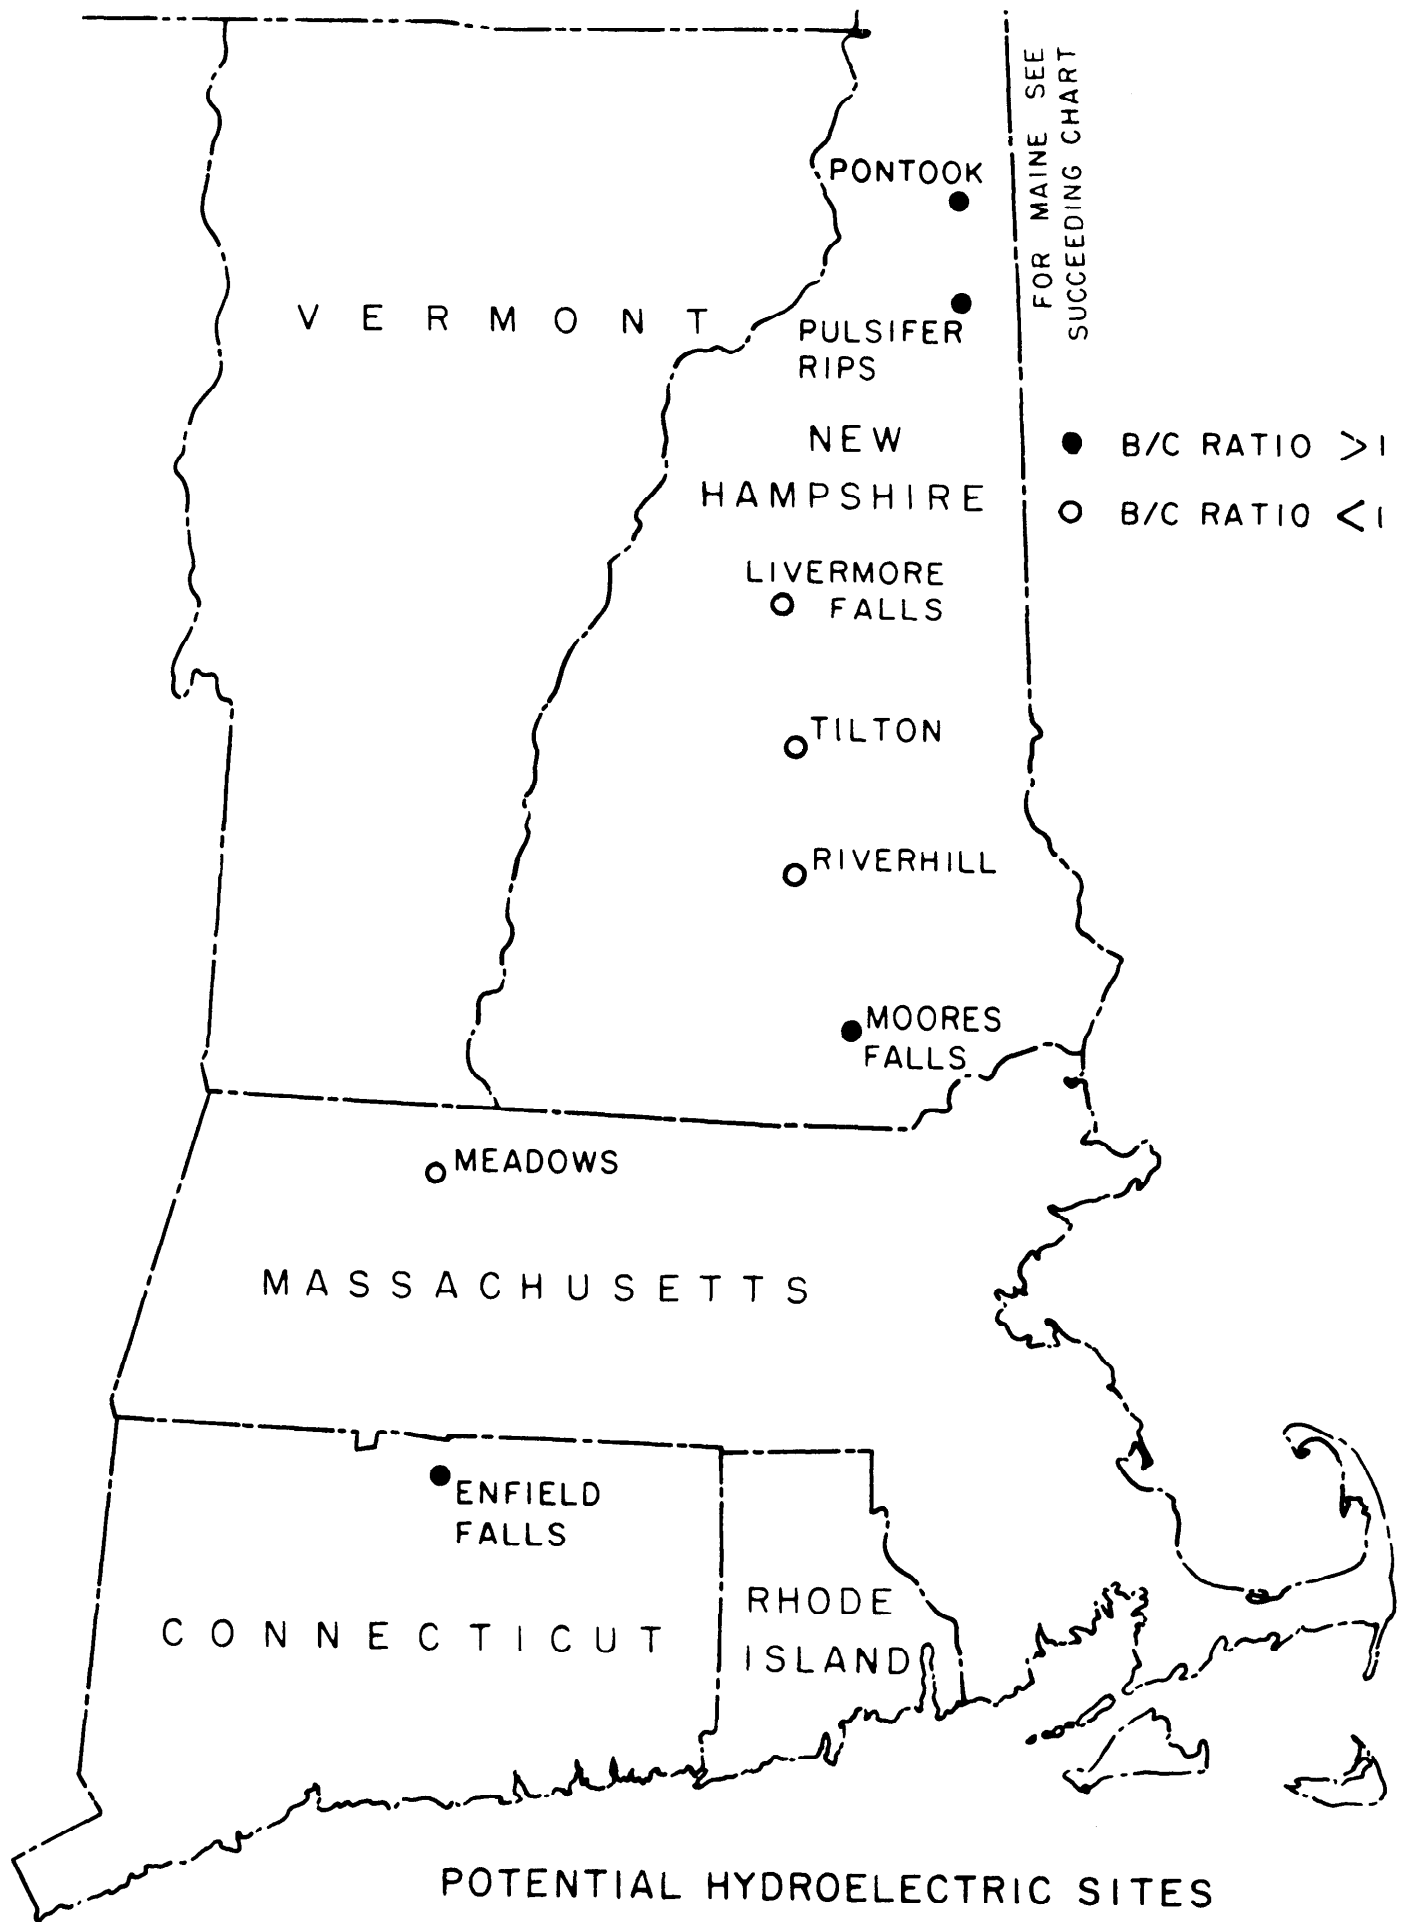 FOR MAINE SEE
SUCCEEDING CHART
PONTOOK
VERMONT
PULSIFER
RIPS
NEW
HAMPSHIRE
B/C RATIO >1
B/C RATIO <1
LIVERMORE
FALLS
TILTON
RIVERHILL
MOORES
FALLS
MEADOWS
MASSACHUSETTS
ENFIELD
FALLS
CONNECTICUT
RHODE
ISLAND
POTENTIAL HYDROELECTRIC SITES